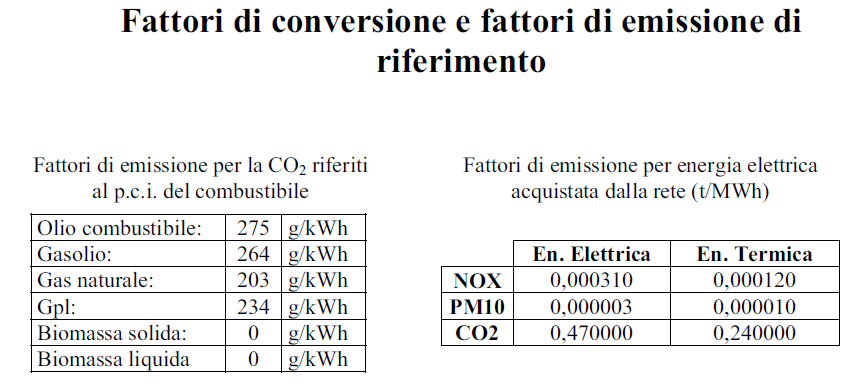 Fattori di conversione e fattori di emissione di
riferimento
Fattori di emissione per la CO₂ riferiti
al p.c.i. del combustibile
Olio combustibile: 275 g/kWh
Gasolio: 264 g/kWh
Gas naturale: 203 g/kWh
Gpl: 234 g/kWh
Biomassa solida: 0 g/kWh
Biomassa liquida 0 g/kWh
Fattori di emissione per energia elettrica
acquistata dalla rete (t/MWh)
En. Elettrica En. Termica
NOX 0,000310 0,000120
PM10 0,000003 0,000010
CO2 0,470000 0,240000